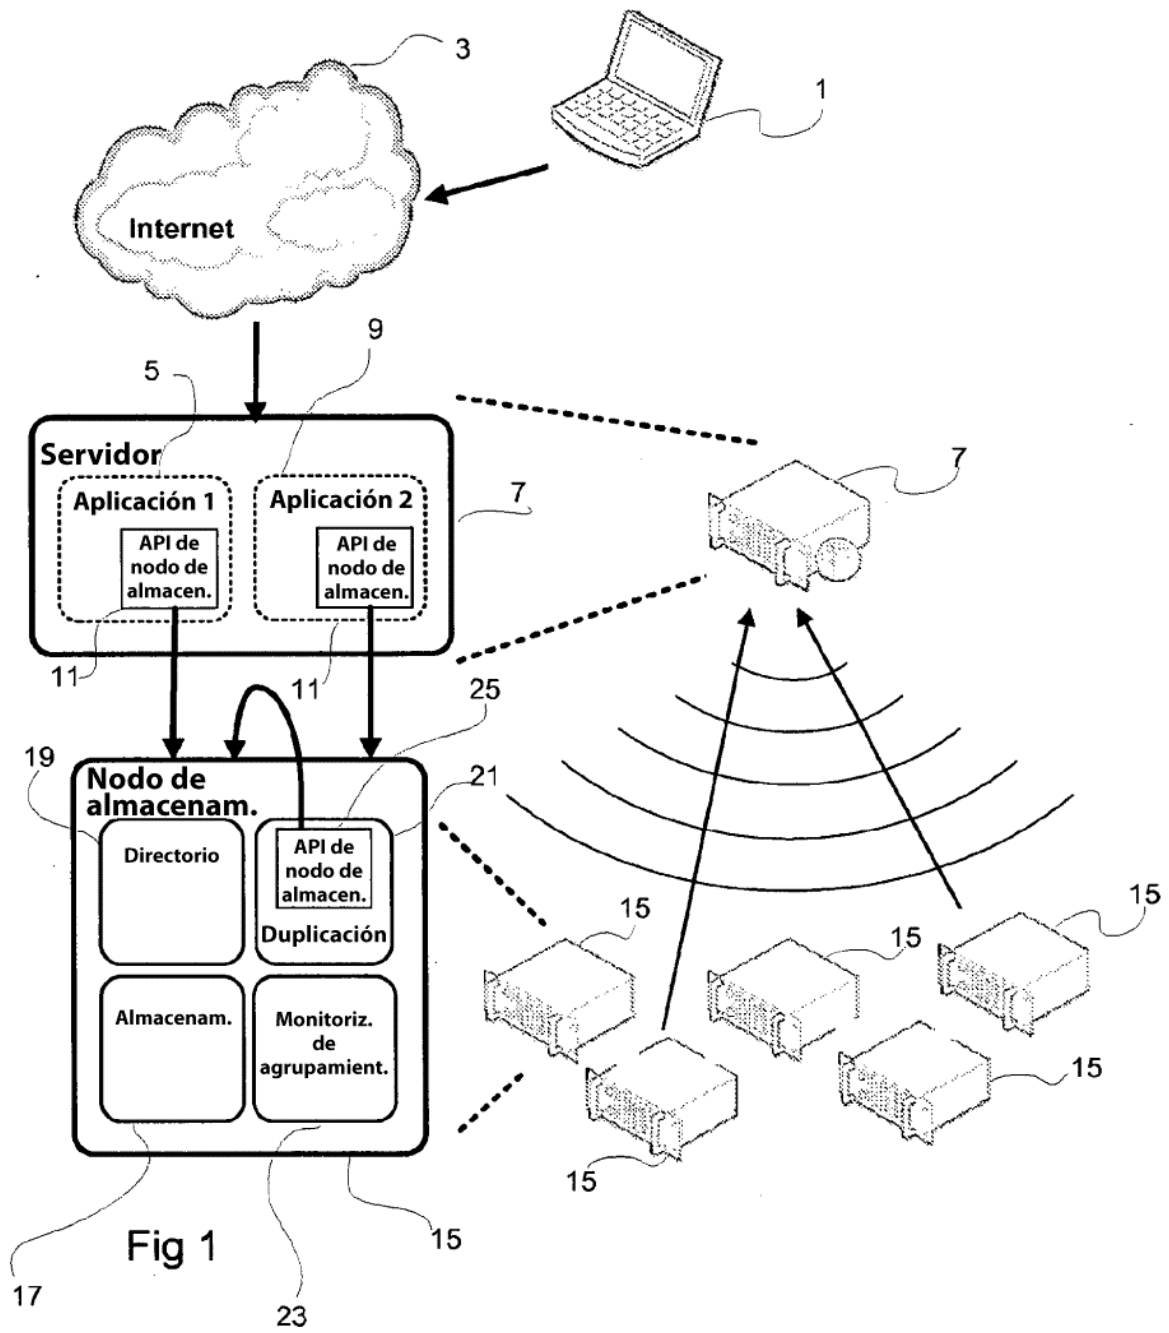 3
1
Internet
9
5
Servidor
Aplicación 1
Aplicación 2
7
7
API de
nodo de
almacen.
API de
nodo de
almacen.
11
11
25
19
21
Nodo de
almacenam.
Directorio
API de
nodo de
almacen.
Duplicación
15
15
15
Almacenam.
Monitoriz.
de
agrupamient.
15
15
15
Fig 1
17
23